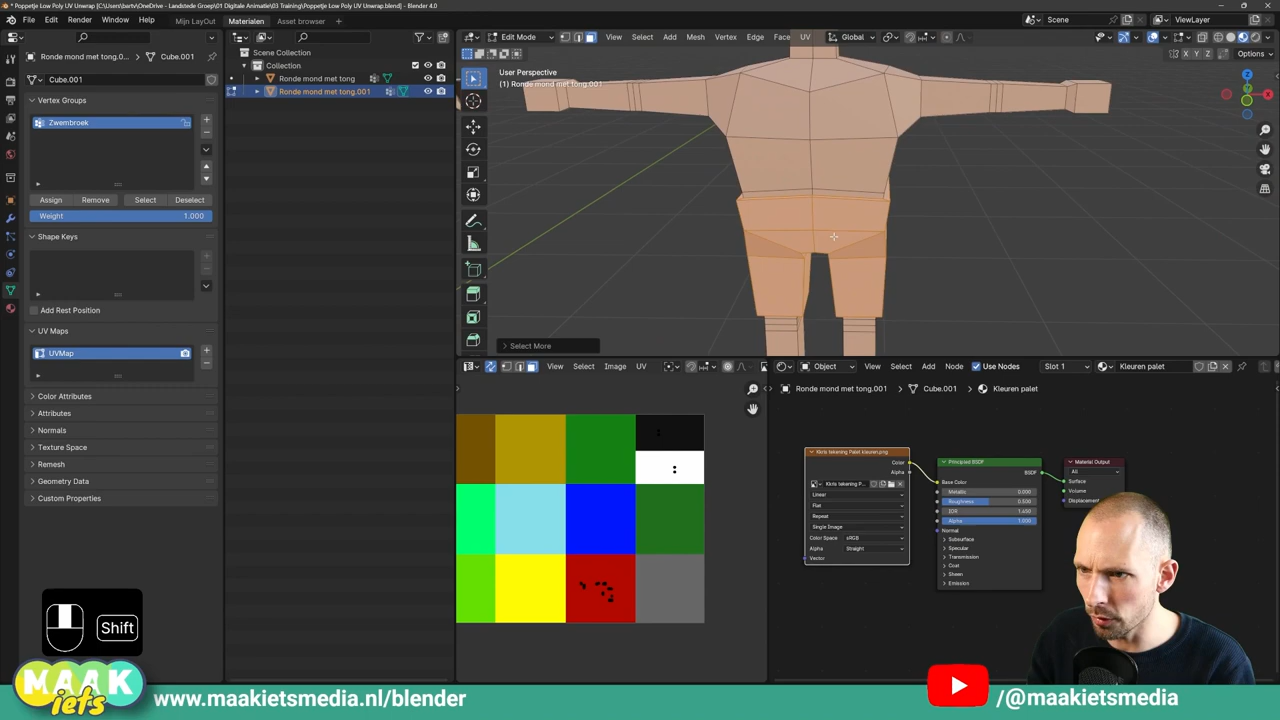 * Poppetje Low Poly UV Unwrap [C:\Users\bartv\OneDrive - Landstede Groep\01 Digitale Animatie\03 Training\Poppetje Low Poly UV Unwrap.blend] - Blender 4.0
File Edit Render Window Help Mijn LayOut Materialen Asset browser Scene ViewLayer
Ronde mond met tong.0... Cube.001
Cube.001
Vertex Groups
Zwembroek
Assign Remove Select Deselect
Weight 1.000
Shape Keys
Add Rest Position
UV Maps
UVMap
Color Attributes
Attributes
Normals
Texture Space
Remesh
Geometry Data
Custom Properties
Scene Collection
Collection
Ronde mond met tong
Ronde mond met tong.001
Edit Mode View Select Add Mesh Vertex Edge Face UV Global
X Y Z Options
User Perspective
(1) Ronde mond met tong.001
Select More
View Select Image UV
Object View Select Add Node Use Nodes Slot 1 Kleuren palet
Ronde mond met tong.001 Cube.001 Kleuren palet
Color
Alpha
Linear
Flat
Repeat
Single Image
Color Space sRGB
Alpha Straight
Vector
Principled BSDF
BSDF
Base Color
Metallic 0.000
Roughness 0.500
IOR 1.450
Alpha 1.000
Normal
Subsurface
Specular
Transmission
Coat
Sheen
Emission
Material Output
All
Surface
Volume
Displacement
Shift
MAAK
iets
www.maakietsmedia.nl/blender
/@maakietsmedia